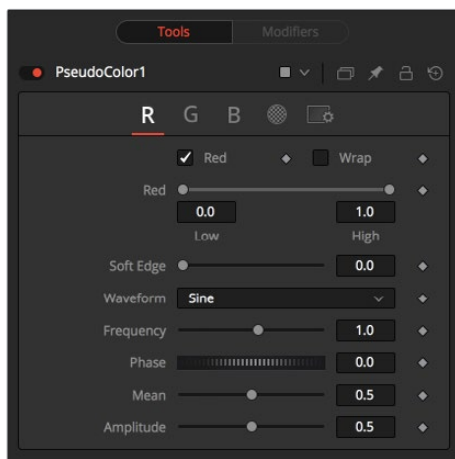 Tools Modifiers
PseudoColor1
R G B
Red Wrap
Red
0.0 1.0
Low High
Soft Edge 0.0
Waveform Sine
Frequency 1.0
Phase 0.0
Mean 0.5
Amplitude 0.5